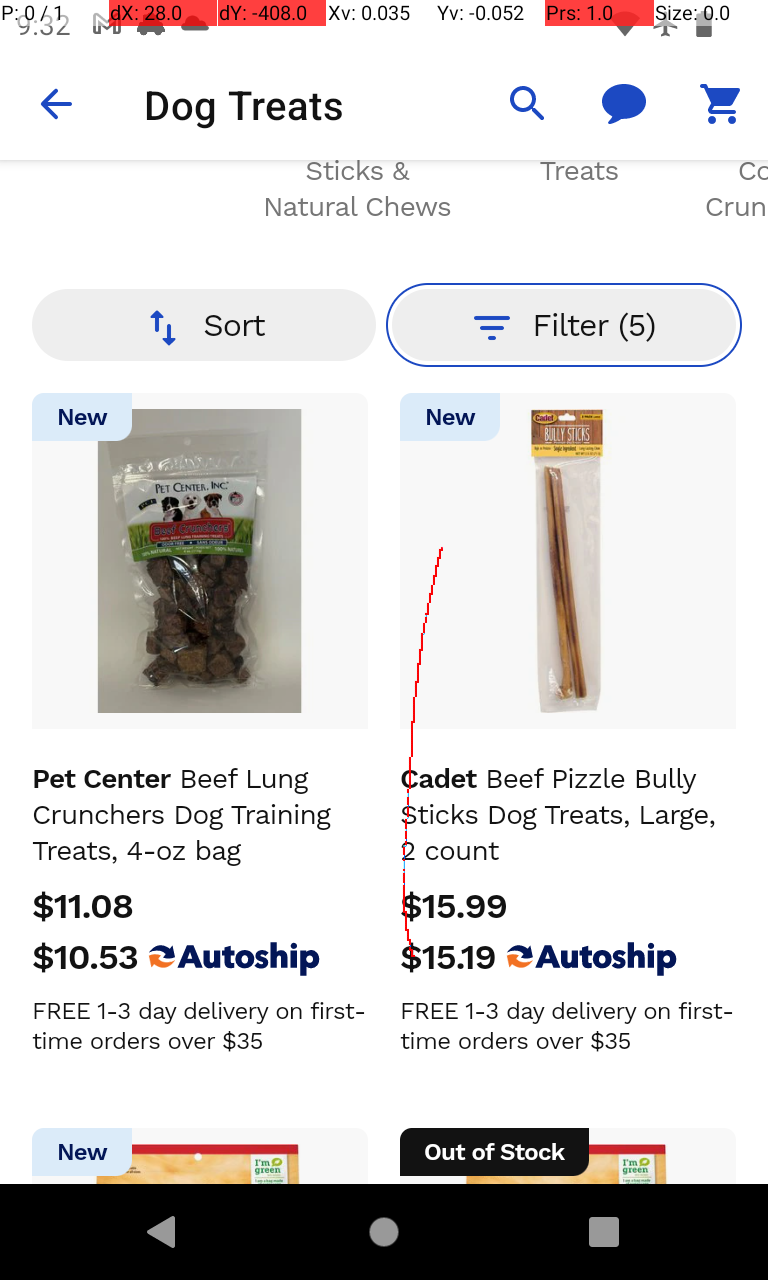 P: 0 / 1 dX: 28.0 dY: -408.0 Xv: 0.035 Yv: -0.052 Prs: 1.0 Size: 0.0
9:32
Dog Treats
Sticks &
Natural Chews
Treats
Sort
Filter (5)
New
PET CENTER, INC
Beef Crunchers
New
Cadet
BULLY STICKS
Pet Center Beef Lung
Crunchers Dog Training
Treats, 4-oz bag
$11.08
$10.53 Autoship
FREE 1-3 day delivery on first-
time orders over $35
Cadet Beef Pizzle Bully
Sticks Dog Treats, Large,
2 count
$15.99
$15.19 Autoship
FREE 1-3 day delivery on first-
time orders over $35
New
I'm
green
Out of Stock
I'm
green